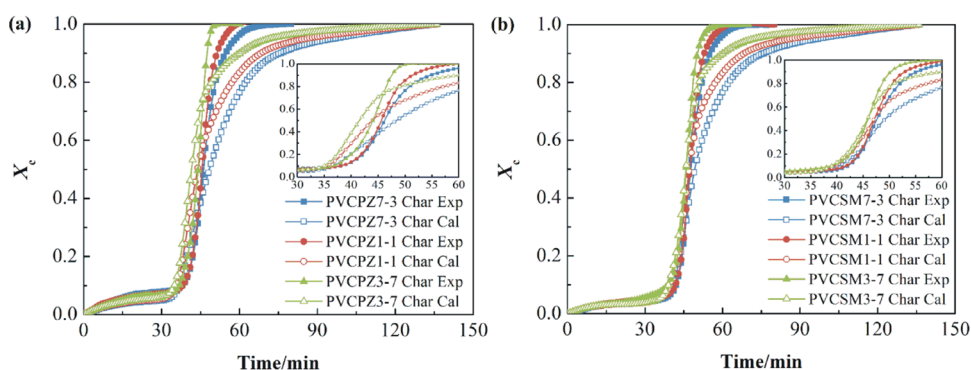 (a)
1.0
0.8
0.6
0.4
0.2
0.0
Xc
0 30 60 90 120 150
Time/min
1.0
0.8
0.6
0.4
0.2
0.0
30 35 40 45 50 55 60
PVCPZ7-3 Char Exp
PVCPZ7-3 Char Cal
PVCPZ1-1 Char Exp
PVCPZ1-1 Char Cal
PVCPZ3-7 Char Exp
PVCPZ3-7 Char Cal
(b)
1.0
0.8
0.6
0.4
0.2
0.0
Xc
0 30 60 90 120 150
Time/min
1.0
0.8
0.6
0.4
0.2
0.0
30 35 40 45 50 55 60
PVCSM7-3 Char Exp
PVCSM7-3 Char Cal
PVCSM1-1 Char Exp
PVCSM1-1 Char Cal
PVCSM3-7 Char Exp
PVCSM3-7 Char Cal